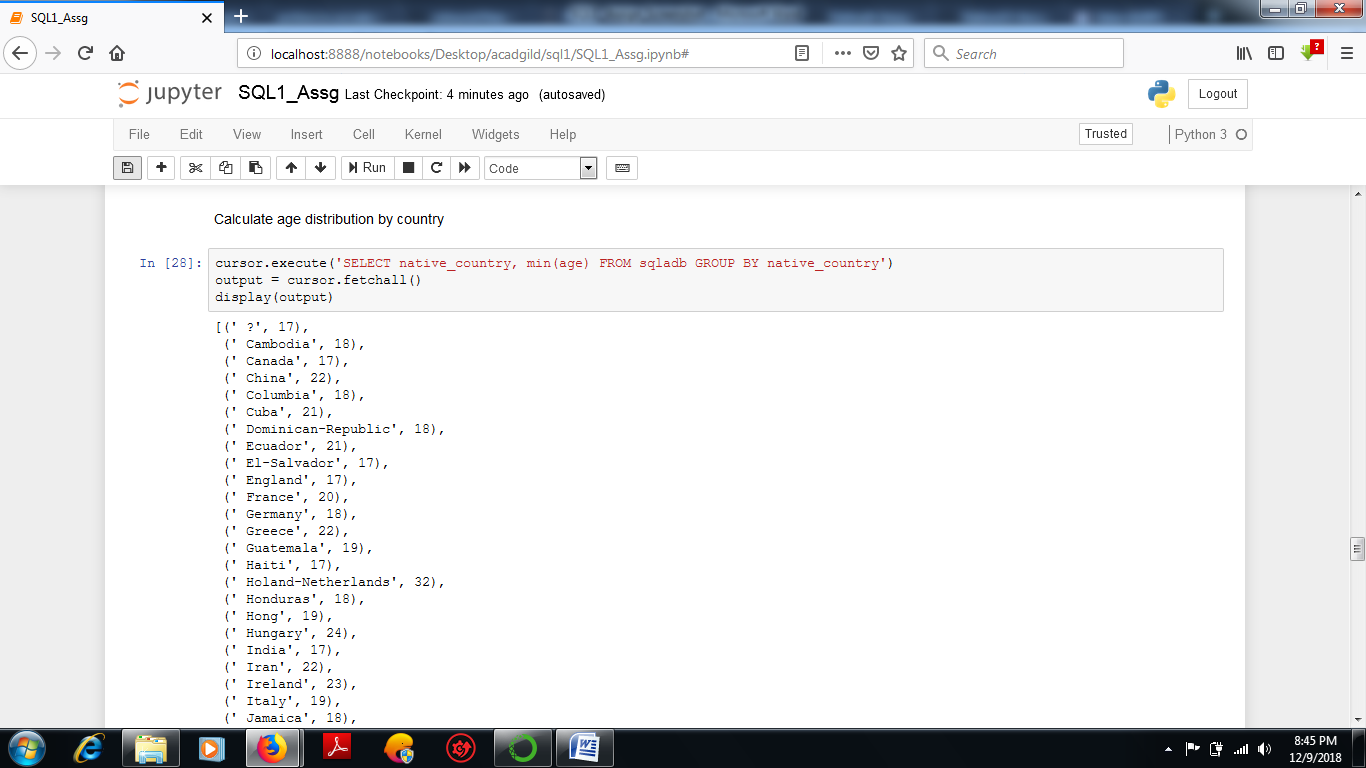 SQL1_Assg
localhost:8888/notebooks/Desktop/acadgild/sql1/SQL1_Assg.ipynb#
Search
?
jupyter SQL1_Assg Last Checkpoint: 4 minutes ago (autosaved)
Logout
File Edit View Insert Cell Kernel Widgets Help
Trusted
Python 3
Run
Code
Calculate age distribution by country
In [28]: cursor.execute('SELECT native_country, min(age) FROM sqladb GROUP BY native_country')
output = cursor.fetchall()
display(output)
[(' ?', 17),
(' Cambodia', 18),
(' Canada', 17),
(' China', 22),
(' Columbia', 18),
(' Cuba', 21),
(' Dominican-Republic', 18),
(' Ecuador', 21),
(' El-Salvador', 17),
(' England', 17),
(' France', 20),
(' Germany', 18),
(' Greece', 22),
(' Guatemala', 19),
(' Haiti', 17),
(' Holand-Netherlands', 32),
(' Honduras', 18),
(' Hong', 19),
(' Hungary', 24),
(' India', 17),
(' Iran', 22),
(' Ireland', 23),
(' Italy', 19),
(' Jamaica', 18),
8:45 PM
12/9/2018